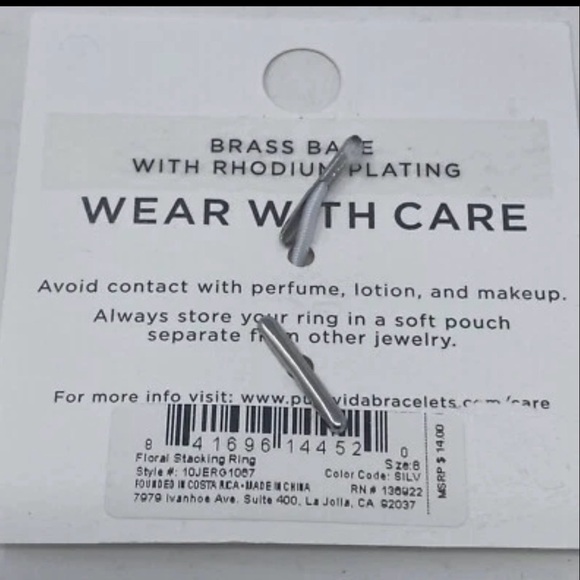 BRASS BASE
WITH RHODIUM PLATING
WEAR WITH CARE
Avoid contact with perfume, lotion, and makeup.
Always store your ring in a soft pouch
separate from other jewelry.
For more info visit: www.puravidabracelets.com/care
8 41696 14452 0
Floral Stacking Ring
Size:8
Style #: 10JERG1067
Color Code: SILV
FOUNDED IN COSTA RICA • MADE IN CHINA
RN # 136922
7979 Ivanhoe Ave. Suite 400, La Jolla, CA 92037
MSRP $ 14.00